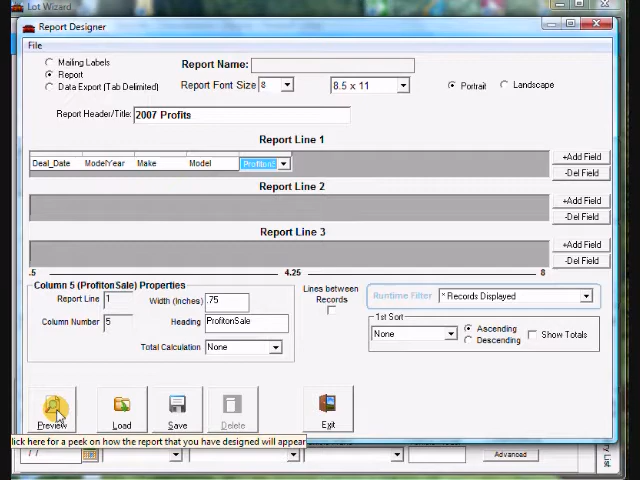 Lot Wizard
Report Designer
File
Mailing Labels
Report
Data Export (Tab Delimited)
Report Name:
Report Font Size 8
8.5 x 11
Portrait
Landscape
Report Header/Title: 2007 Profits
Report Line 1
Deal_Date ModelYear Make Model ProfitonS
+Add Field
-Del Field
Report Line 2
+Add Field
-Del Field
Report Line 3
+Add Field
-Del Field
.5 4.25 8
Column 5 (ProfitonSale) Properties
Report Line 1
Width (Inches) .75
Column Number 5
Heading ProfitonSale
Total Calculation None
Lines between
Records
Runtime Filter * Records Displayed
1st Sort
None
Ascending
Descending
Show Totals
Preview
Load
Save
Delete
Exit
lick here for a peek on how the report that you have designed will appear
/ /
Advanced
ry List